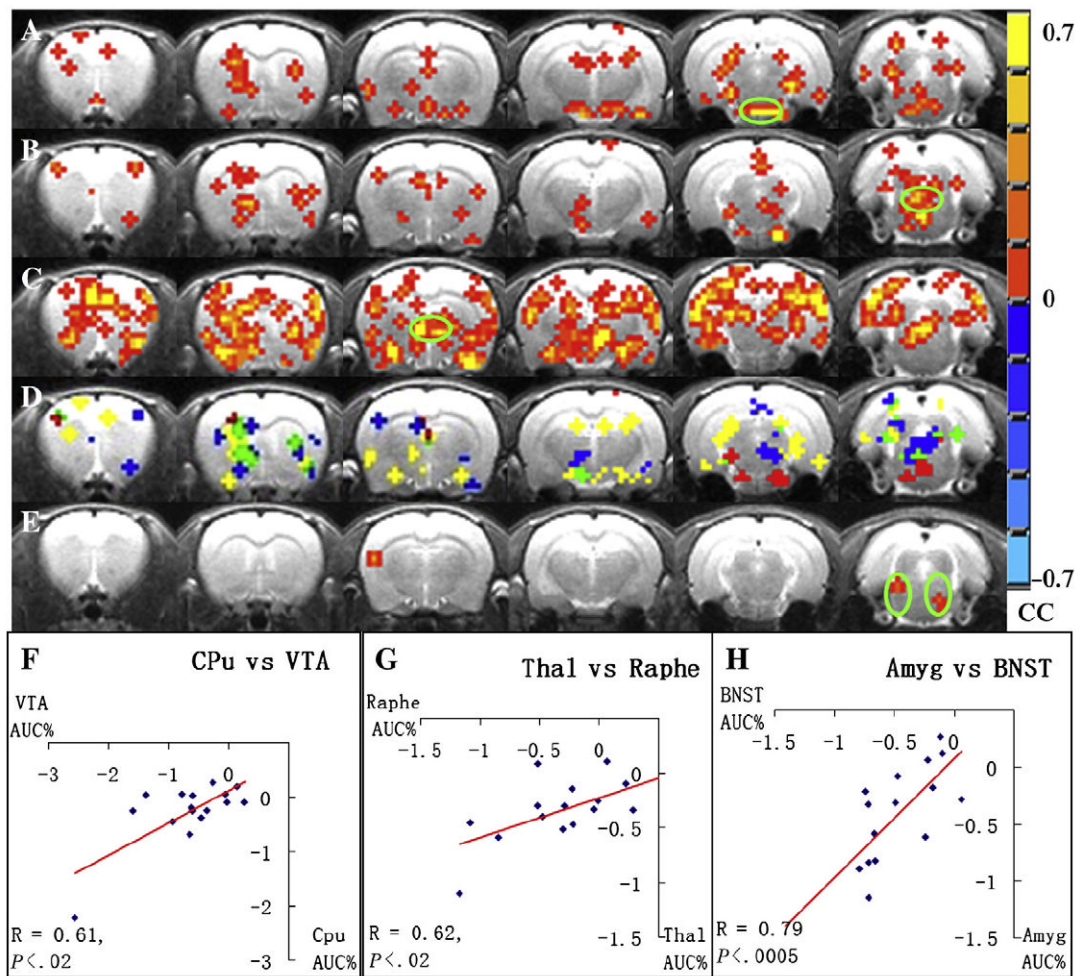 A
0.7
B
C
0
D
E
-0.7
CC
F
CPu vs VTA
VTA
AUC%
-3 -2 -1 0
0
-1
-2
-3
R = 0.61,
P<.02
Cpu
AUC%
G
Thal vs Raphe
Raphe
AUC%
-1.5 -1 -0.5 0
-0.5
-1
-1.5
R = 0.62,
P<.02
Thal
AUC%
H
Amyg vs BNST
BNST
AUC%
-1.5 -1 -0.5 0
0
-0.5
-1
-1.5
R = 0.79
P<.0005
Amyg
AUC%